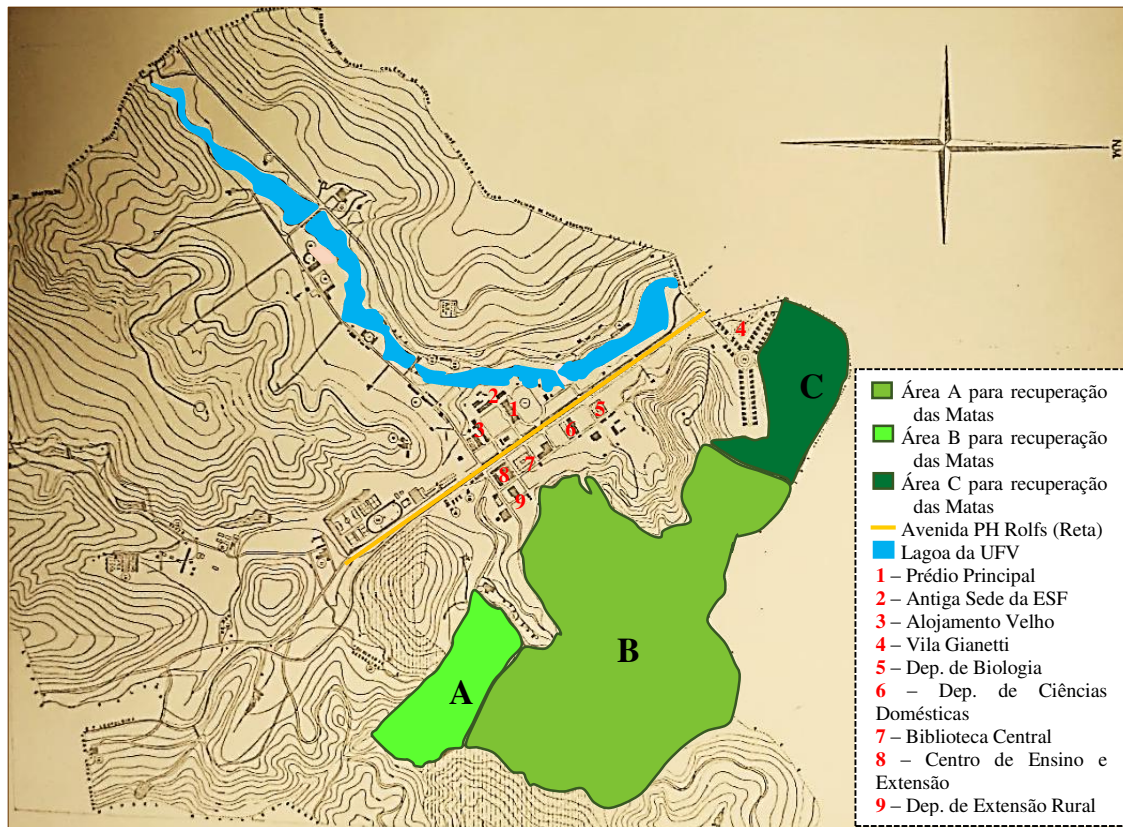 NM
4
C
2
1
5
3
6
7
8
9
B
A
Área A para recuperação
das Matas
Área B para recuperação
das Matas
Área C para recuperação
das Matas
Avenida PH Rolfs (Reta)
Lagoa da UFV
1 – Prédio Principal
2 – Antiga Sede da ESF
3 – Alojamento Velho
4 – Vila Gianetti
5 – Dep. de Biologia
6 – Dep. de Ciências
Domésticas
7 – Biblioteca Central
8 – Centro de Ensino e
Extensão
9 – Dep. de Extensão Rural